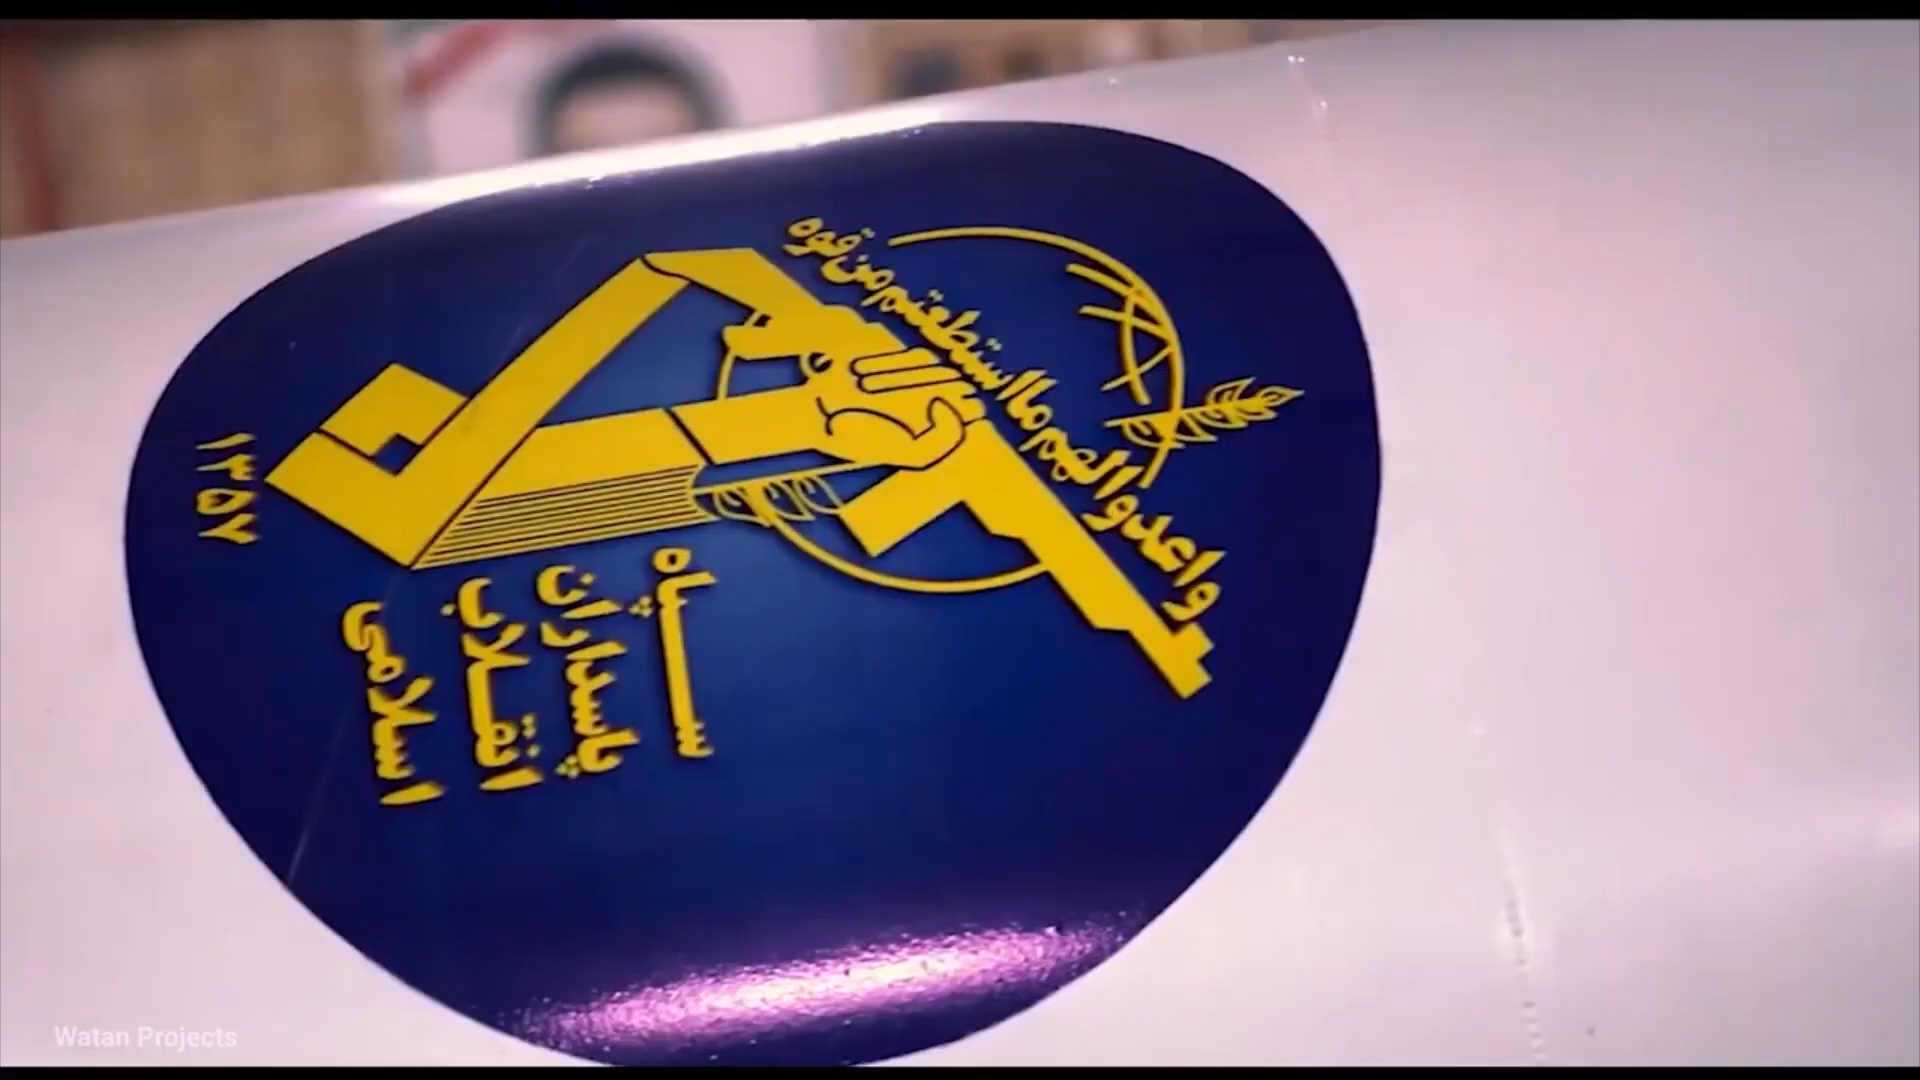 واعدوا لهم ما استطعتم من قوه
سپاه
پاسداران
انقلاب
اسلامی
۱۳۵۷
Watan Projects